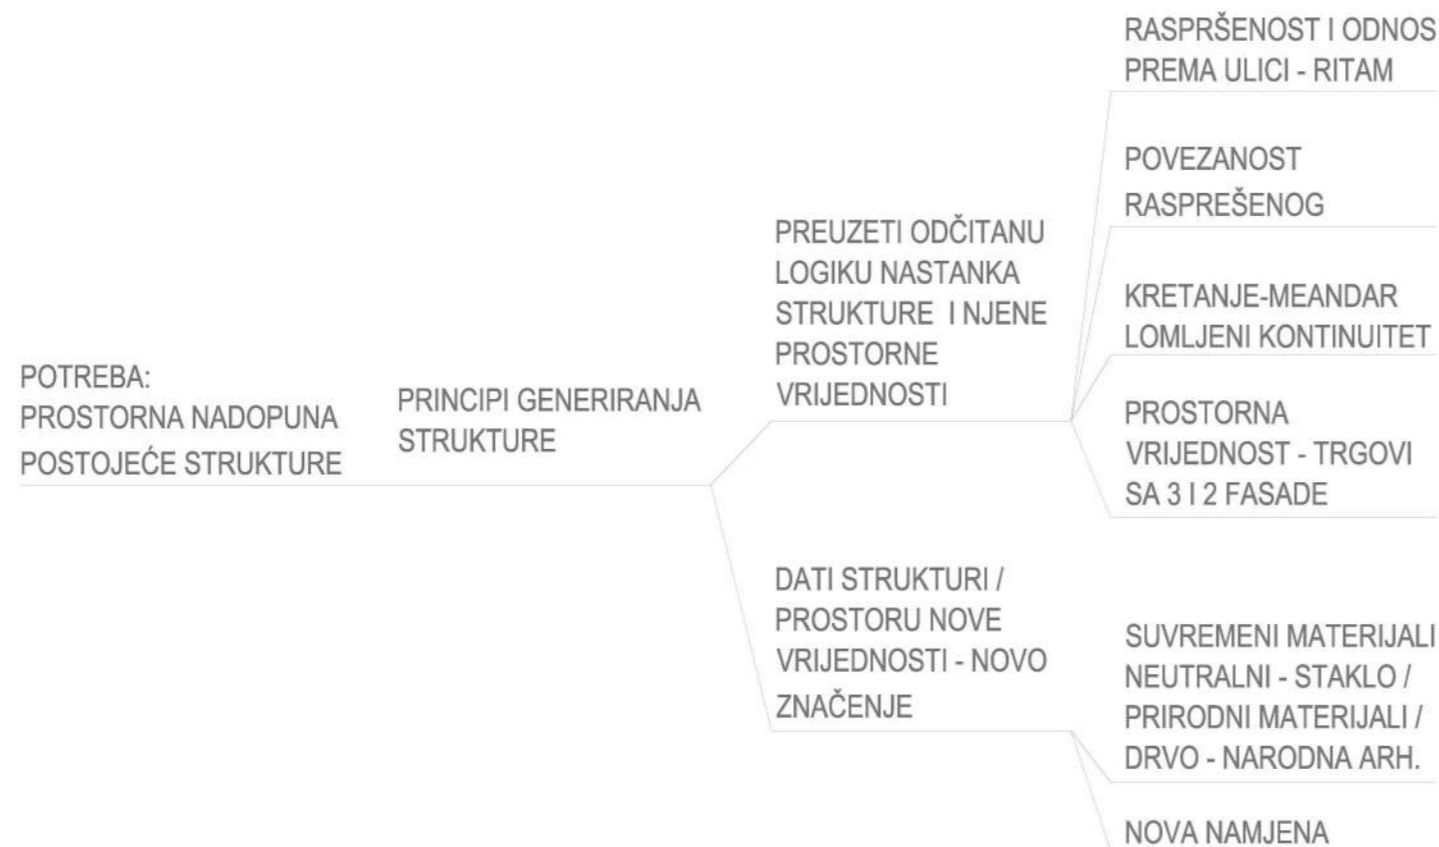 POTREBA:
PROSTORNA NADOPUNA
POSTOJEĆE STRUKTURE
PRINCIPI GENERIRANJA
STRUKTURE
PREUZETI ODČITANU
LOGIKU NASTANKA
STRUKTURE I NJENE
PROSTORNE
VRIJEDNOSTI
RASPRŠENOST I ODNOS
PREMA ULICI - RITAM
POVEZANOST
RASPREŠENOG
KRETANJE-MEANDAR
LOMLJENI KONTINUITET
PROSTORNA
VRIJEDNOST - TRGOVI
SA 3 I 2 FASADE
DATI STRUKTURI /
PROSTORU NOVE
VRIJEDNOSTI - NOVO
ZNAČENJE
SUVREMENI MATERIJALI
NEUTRALNI - STAKLO /
PRIRODNI MATERIJALI /
DRVO - NARODNA ARH.
NOVA NAMJENA